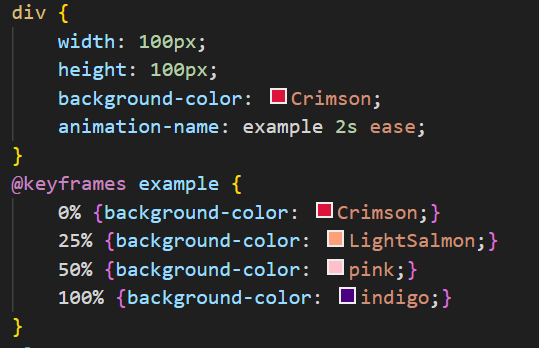 div {
    width: 100px;
    height: 100px;
    background-color: Crimson;
    animation-name: example 2s ease;
}
@keyframes example {
    0% {background-color: Crimson;}
    25% {background-color: LightSalmon;}
    50% {background-color: pink;}
    100% {background-color: indigo;}
}